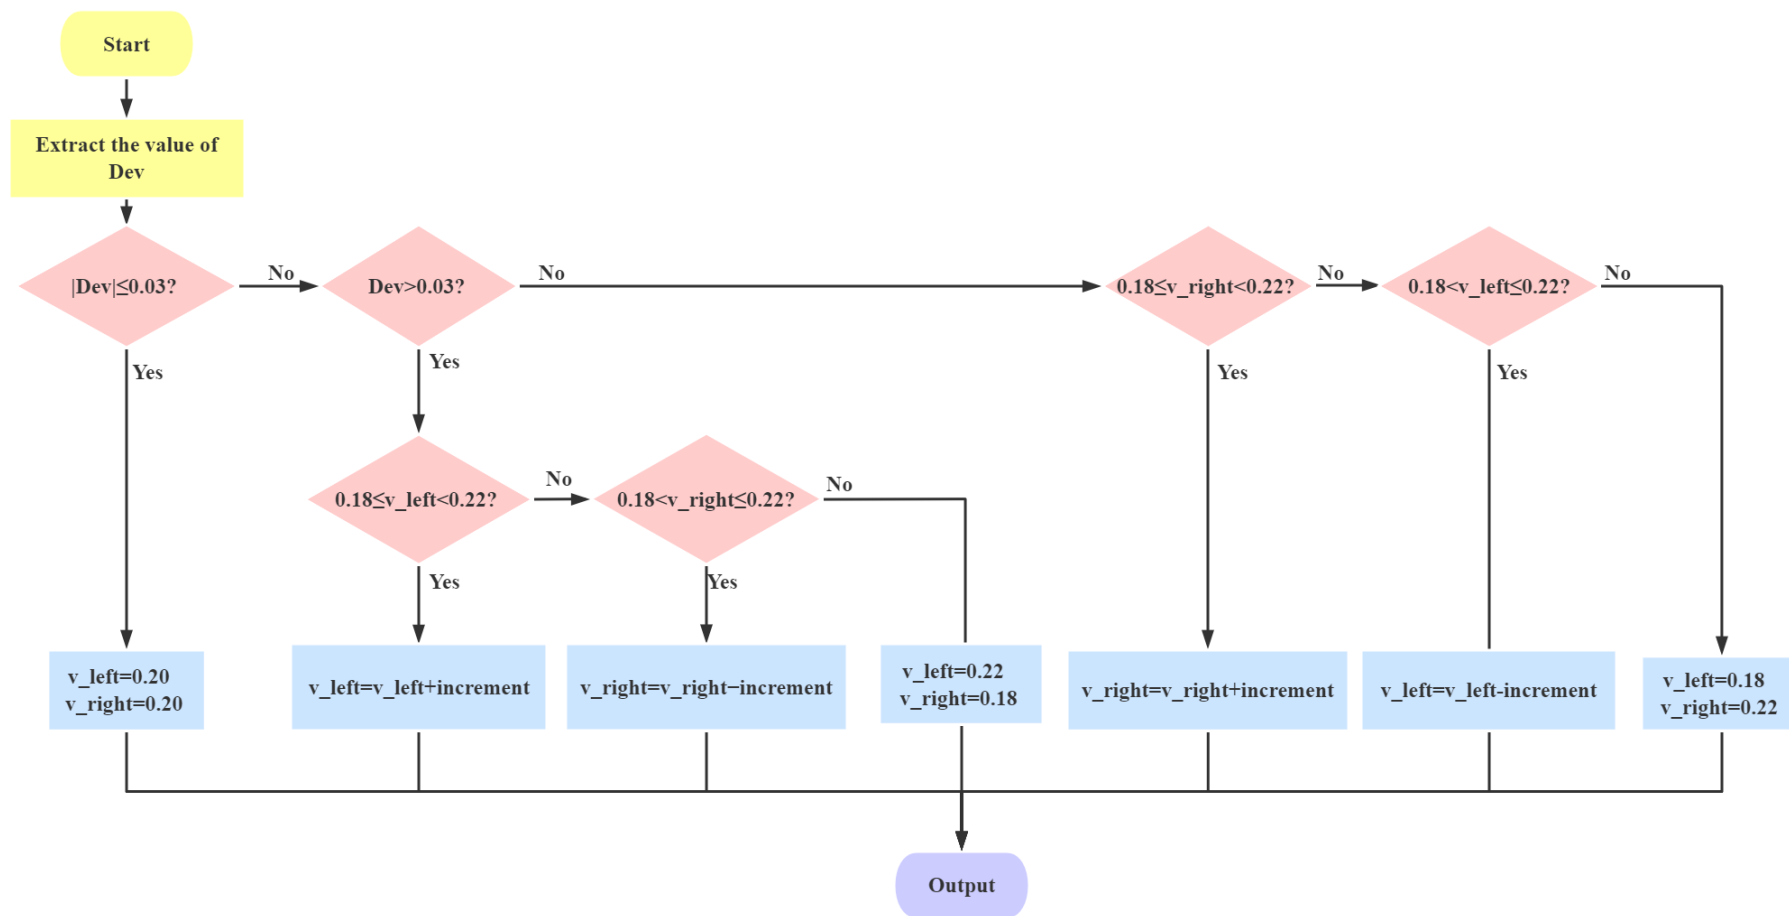 Start
Extract the value of
Dev
|Dev|≤0.03?
No
Dev>0.03?
No
0.18≤v_right<0.22?
No
0.18<v_left≤0.22?
No
Yes
Yes
Yes
Yes
0.18≤v_left<0.22?
No
0.18<v_right≤0.22?
No
Yes
Yes
v_left=0.20
v_right=0.20
v_left=v_left+increment
v_right=v_right−increment
v_left=0.22
v_right=0.18
v_right=v_right+increment
v_left=v_left-increment
v_left=0.18
v_right=0.22
Output